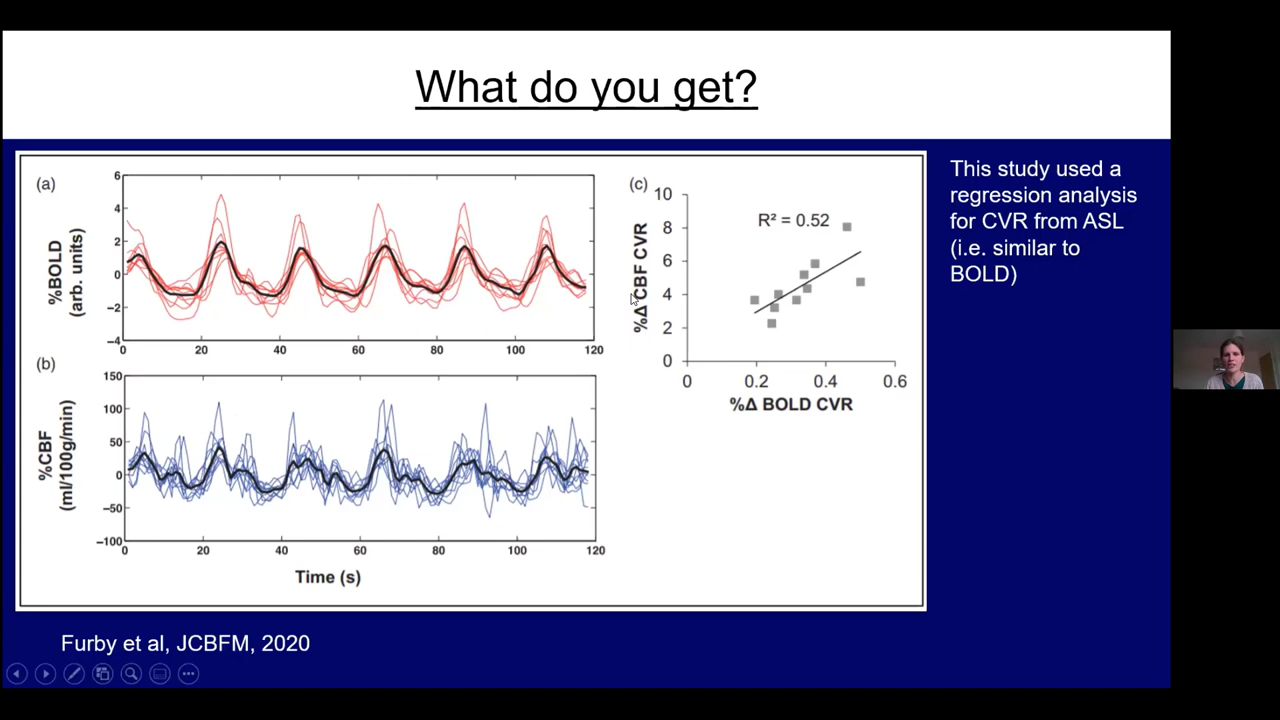 What do you get?
(a)
%BOLD
(arb. units)
6
4
2
0
−2
−4
0 20 40 60 80 100 120
(b)
%CBF
(ml/100g/min)
150
100
50
0
−50
−100
0 20 40 60 80 100 120
Time (s)
(c)
%Δ CBF CVR
10
8
6
4
2
0
R² = 0.52
0 0.2 0.4 0.6
%Δ BOLD CVR
This study used a
regression analysis
for CVR from ASL
(i.e. similar to
BOLD)
Furby et al, JCBFM, 2020